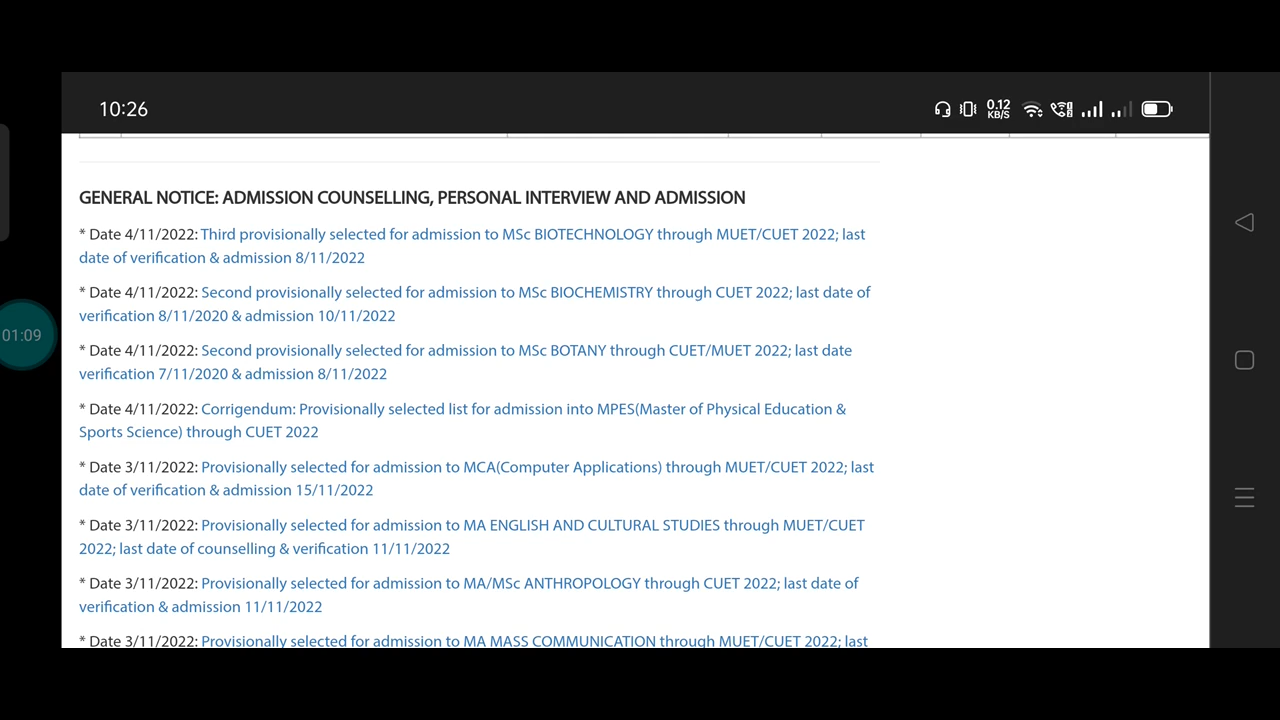 10:26
0.12
KB/S
GENERAL NOTICE: ADMISSION COUNSELLING, PERSONAL INTERVIEW AND ADMISSION
* Date 4/11/2022: Third provisionally selected for admission to MSc BIOTECHNOLOGY through MUET/CUET 2022; last
date of verification & admission 8/11/2022
* Date 4/11/2022: Second provisionally selected for admission to MSc BIOCHEMISTRY through CUET 2022; last date of
verification 8/11/2020 & admission 10/11/2022
01:09
* Date 4/11/2022: Second provisionally selected for admission to MSc BOTANY through CUET/MUET 2022; last date
verification 7/11/2020 & admission 8/11/2022
* Date 4/11/2022: Corrigendum: Provisionally selected list for admission into MPES(Master of Physical Education &
Sports Science) through CUET 2022
* Date 3/11/2022: Provisionally selected for admission to MCA(Computer Applications) through MUET/CUET 2022; last
date of verification & admission 15/11/2022
* Date 3/11/2022: Provisionally selected for admission to MA ENGLISH AND CULTURAL STUDIES through MUET/CUET
2022; last date of counselling & verification 11/11/2022
* Date 3/11/2022: Provisionally selected for admission to MA/MSc ANTHROPOLOGY through CUET 2022; last date of
verification & admission 11/11/2022
* Date 3/11/2022: Provisionally selected for admission to MA MASS COMMUNICATION through MUET/CUET 2022; last